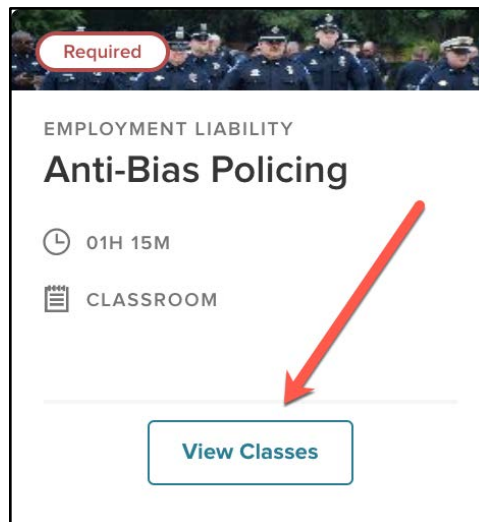 Required
EMPLOYMENT LIABILITY
Anti-Bias Policing
01H 15M
CLASSROOM
View Classes